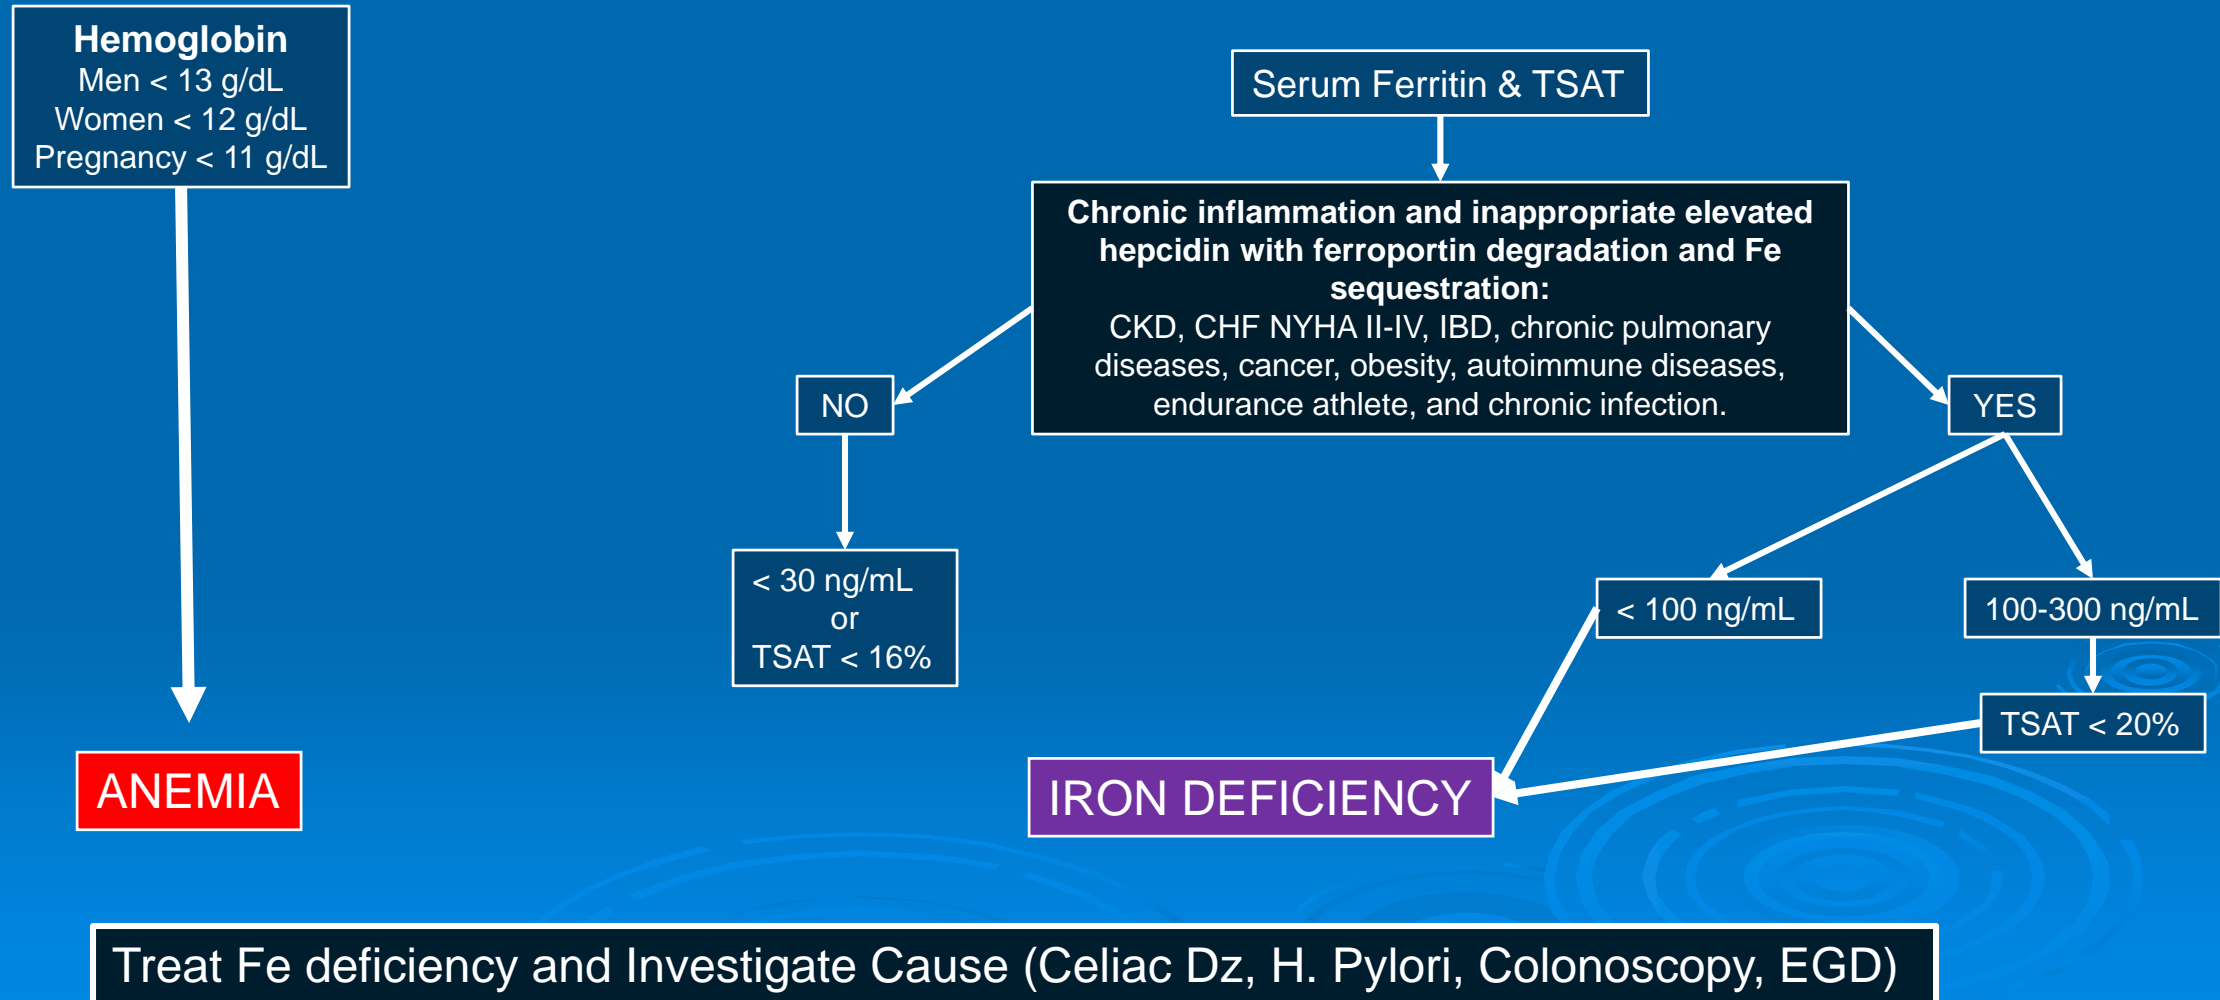 Hemoglobin
Men < 13 g/dL
Women < 12 g/dL
Pregnancy < 11 g/dL
Serum Ferritin & TSAT
Chronic inflammation and inappropriate elevated
hepcidin with ferroportin degradation and Fe
sequestration:
CKD, CHF NYHA II-IV, IBD, chronic pulmonary
diseases, cancer, obesity, autoimmune diseases,
endurance athlete, and chronic infection.
NO
YES
< 30 ng/mL
or
TSAT < 16%
< 100 ng/mL
100-300 ng/mL
TSAT < 20%
ANEMIA
IRON DEFICIENCY
Treat Fe deficiency and Investigate Cause (Celiac Dz, H. Pylori, Colonoscopy, EGD)